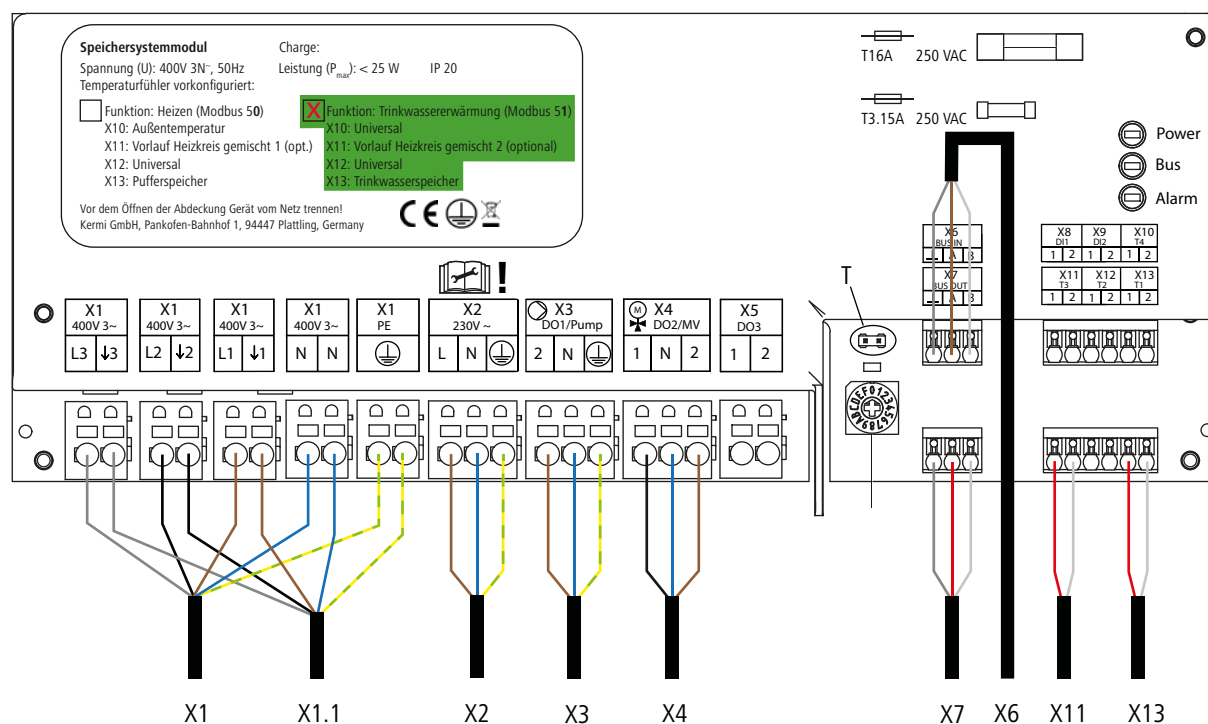 Speichersystemmodul Charge:
Spannung (U): 400V 3N~, 50Hz Leistung (Pmax): < 25 W IP 20
Temperaturfühler vorkonfiguriert:
Funktion: Heizen (Modbus 50) X Funktion: Trinkwassererwärmung (Modbus 51)
X10: Außentemperatur X10: Universal
X11: Vorlauf Heizkreis gemischt 1 (opt.) X11: Vorlauf Heizkreis gemischt 2 (optional)
X12: Universal X12: Universal
X13: Pufferspeicher X13: Trinkwasserspeicher
Vor dem Öffnen der Abdeckung Gerät vom Netz trennen!
Kermi GmbH, Pankofen-Bahnhof 1, 94447 Plattling, Germany
CE
T16A 250 VAC
T3.15A 250 VAC
Power
Bus
Alarm
!
X1 X1 X1 X1 X1 X2 X3 X4 X5
400V 3~ 400V 3~ 400V 3~ 400V 3~ PE 230V ~ DO1/Pump M DO2/MV DO3
L3 ↓3 L2 ↓2 L1 ↓1 N N L N 2 N 1 N 2 1 2
T
X6
BUS IN
A B
X7
BUS OUT
A B
X8 X9 X10
DI1 DI2 T4
1 2 1 2 1 2
X11 X12 X13
T3 T2 T1
1 2 1 2 1 2
0123456789ABCDEF
X1 X1.1 X2 X3 X4 X7 X6 X11 X13